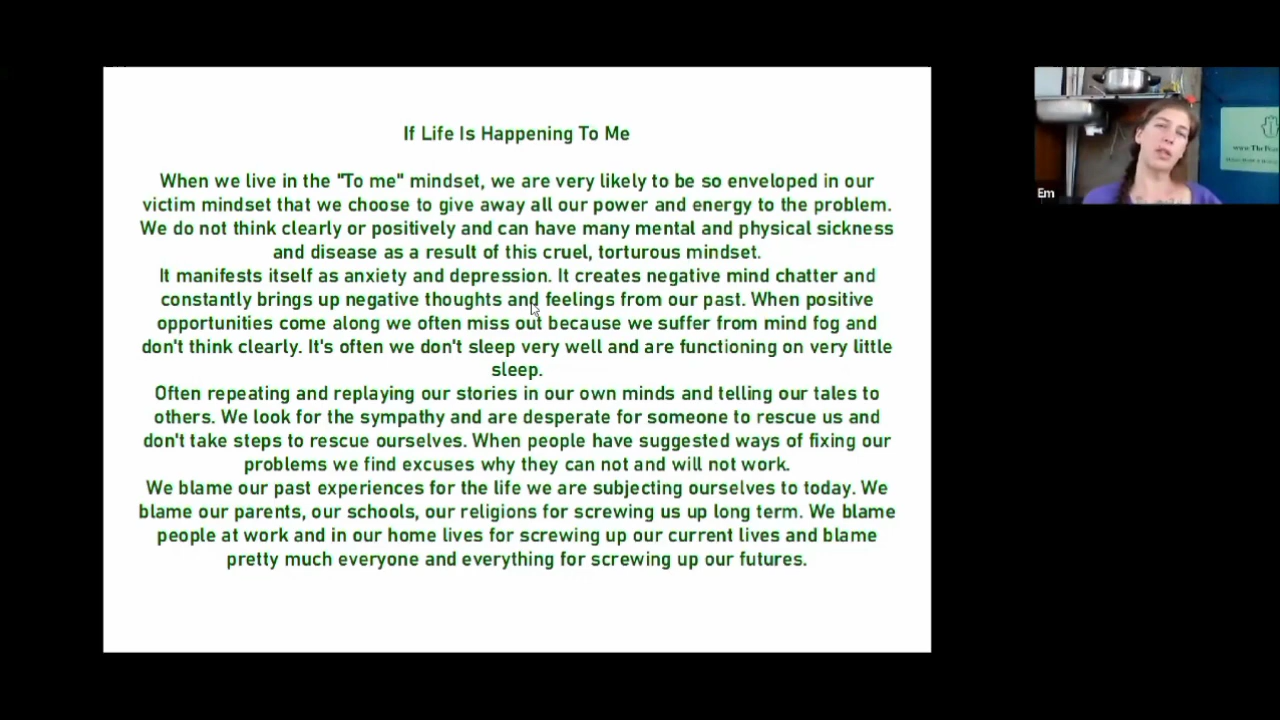 If Life Is Happening To Me
When we live in the "To me" mindset, we are very likely to be so enveloped in our
victim mindset that we choose to give away all our power and energy to the problem.
We do not think clearly or positively and can have many mental and physical sickness
and disease as a result of this cruel, torturous mindset.
It manifests itself as anxiety and depression. It creates negative mind chatter and
constantly brings up negative thoughts and feelings from our past. When positive
opportunities come along we often miss out because we suffer from mind fog and
don't think clearly. It's often we don't sleep very well and are functioning on very little
sleep.
Often repeating and replaying our stories in our own minds and telling our tales to
others. We look for the sympathy and are desperate for someone to rescue us and
don't take steps to rescue ourselves. When people have suggested ways of fixing our
problems we find excuses why they can not and will not work.
We blame our past experiences for the life we are subjecting ourselves to today. We
blame our parents, our schools, our religions for screwing us up long term. We blame
people at work and in our home lives for screwing up our current lives and blame
pretty much everyone and everything for screwing up our futures.
Em